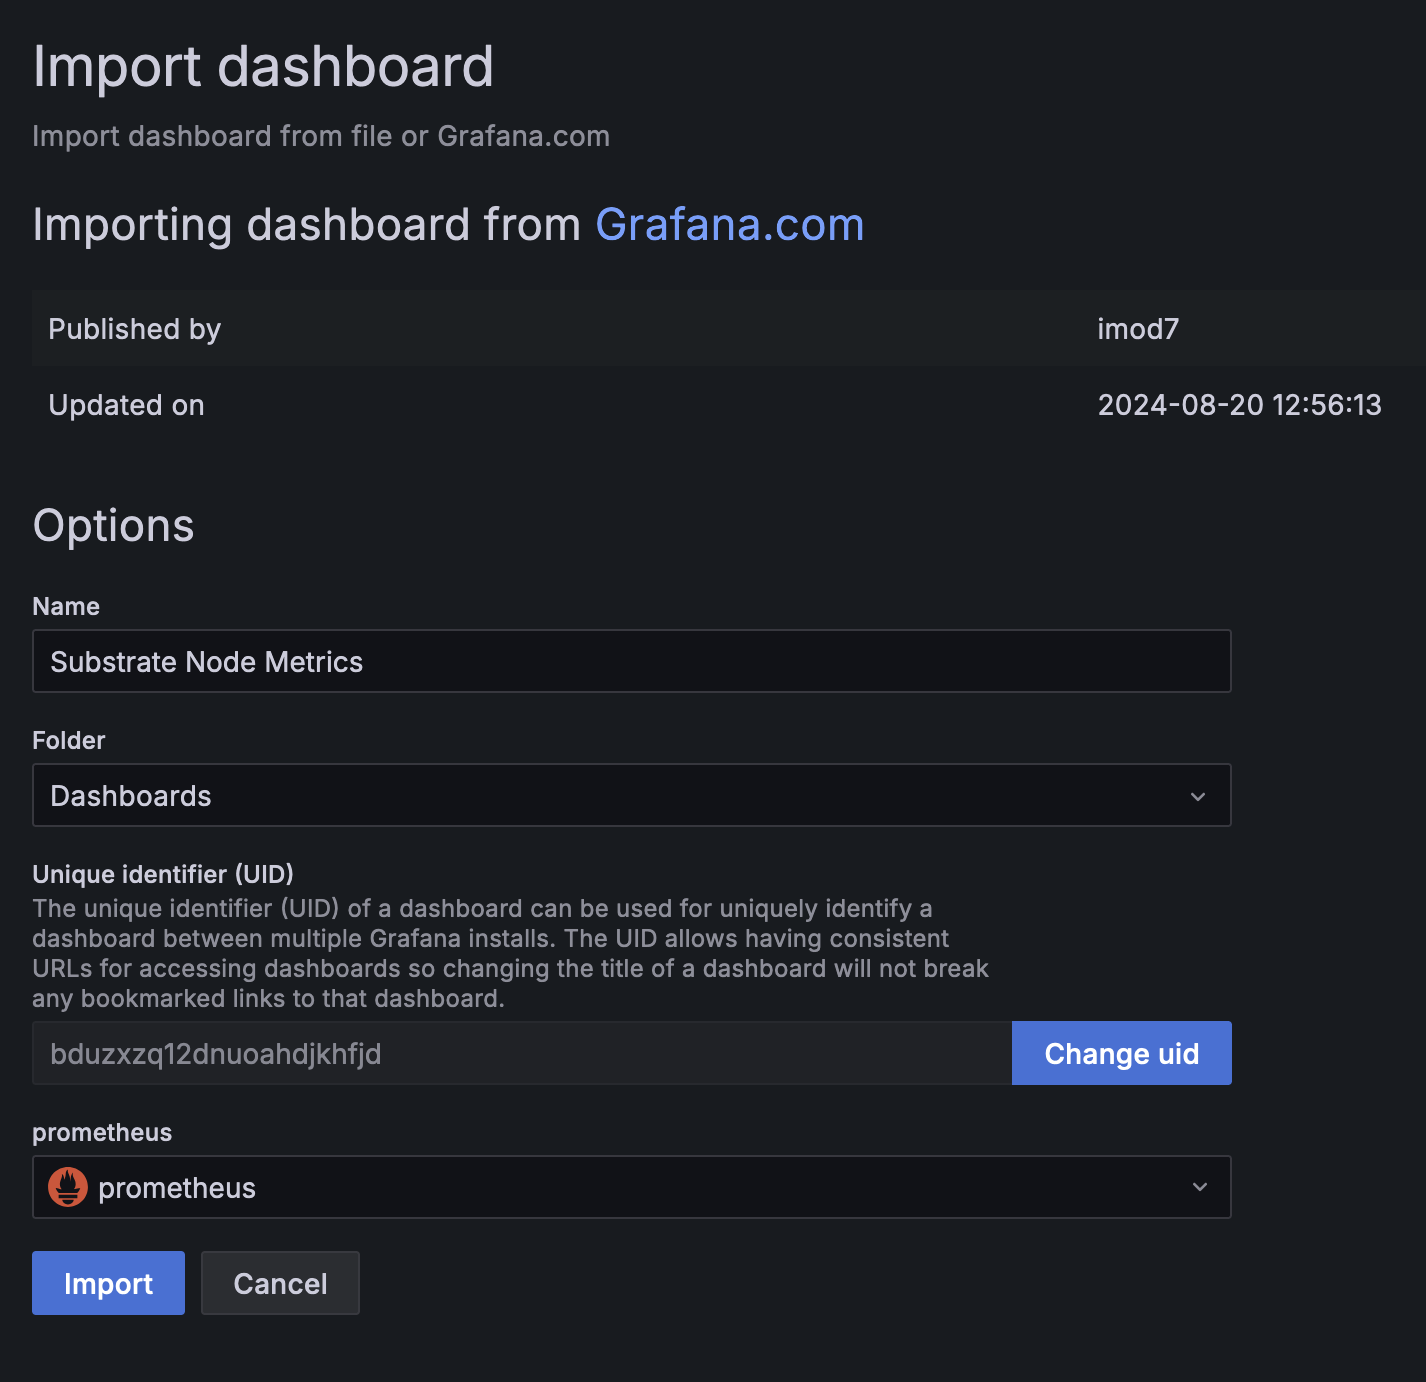 Import dashboard
Import dashboard from file or Grafana.com
Importing dashboard from Grafana.com
Published by imod7
Updated on 2024-08-20 12:56:13
Options
Name
Substrate Node Metrics
Folder
Dashboards
Unique identifier (UID)
The unique identifier (UID) of a dashboard can be used for uniquely identify a
dashboard between multiple Grafana installs. The UID allows having consistent
URLs for accessing dashboards so changing the title of a dashboard will not break
any bookmarked links to that dashboard.
bduzxzq12dnuoahdjkhfjd Change uid
prometheus
prometheus
Import Cancel